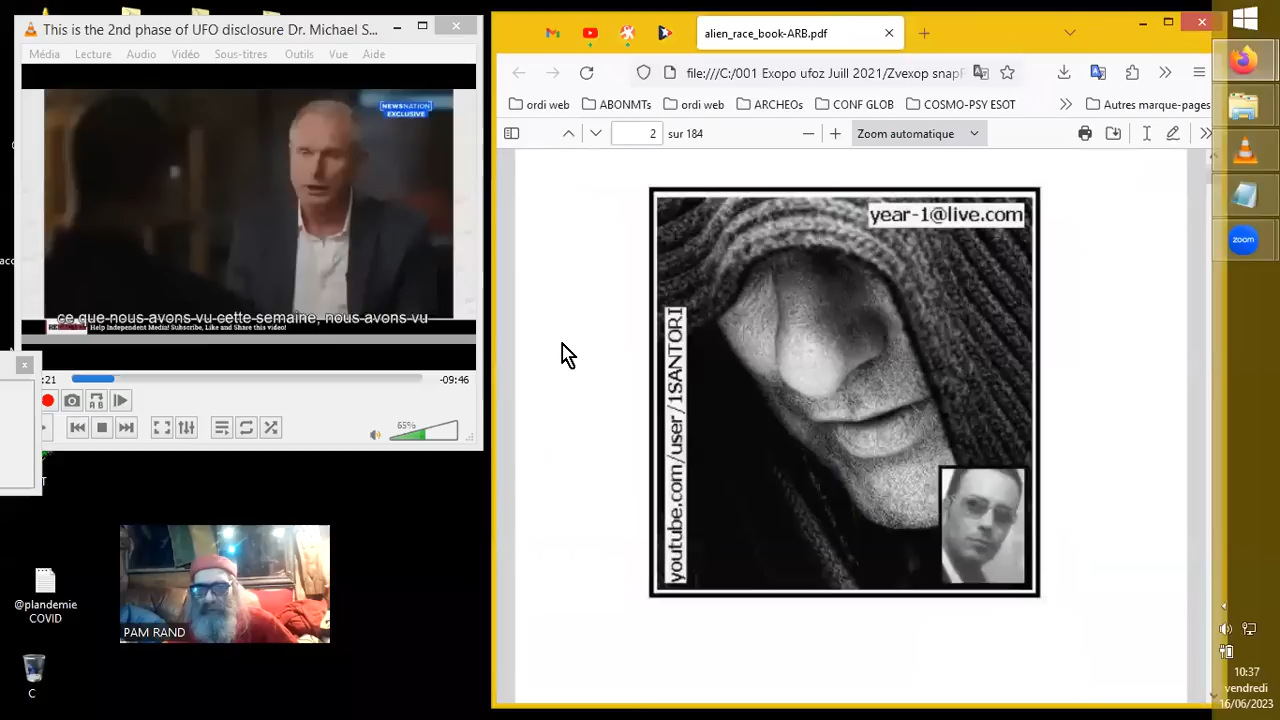 This is the 2nd phase of UFO disclosure Dr. Michael S...
Média Lecture Audio Vidéo Sous-titres Outils Vue Aide
NEWSNATION
EXCLUSIVE
ce que nous avons vu cette semaine, nous avons vu
Help Independent Media! Subscribe, Like and Share this video!
:21
-09:46
65%
@plandemie
COVID
C
PAM RAND
alien_race_book-ARB.pdf
file:///C:/001 Exopo ufoz Juill 2021/Zvexop snapF
ordi web ABONMTs ordi web ARCHEO CONF GLOB COSMO-PSY ESOT Autres marque-pages
2 sur 184 Zoom automatique
year-1@live.com
youtube.com/user/1SANTORI
zoom
10:37
vendredi
16/06/2023